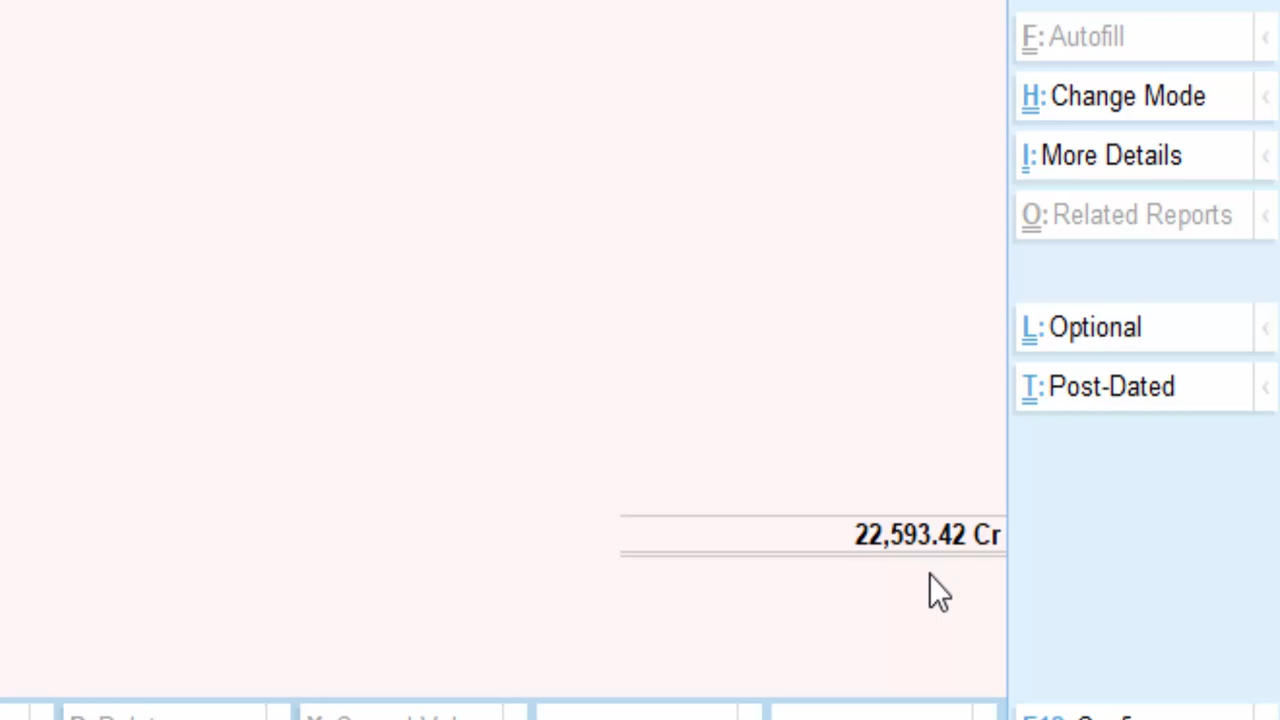 F: Autofill
H: Change Mode
I: More Details
O: Related Reports
L: Optional
T: Post-Dated
22,593.42 Cr